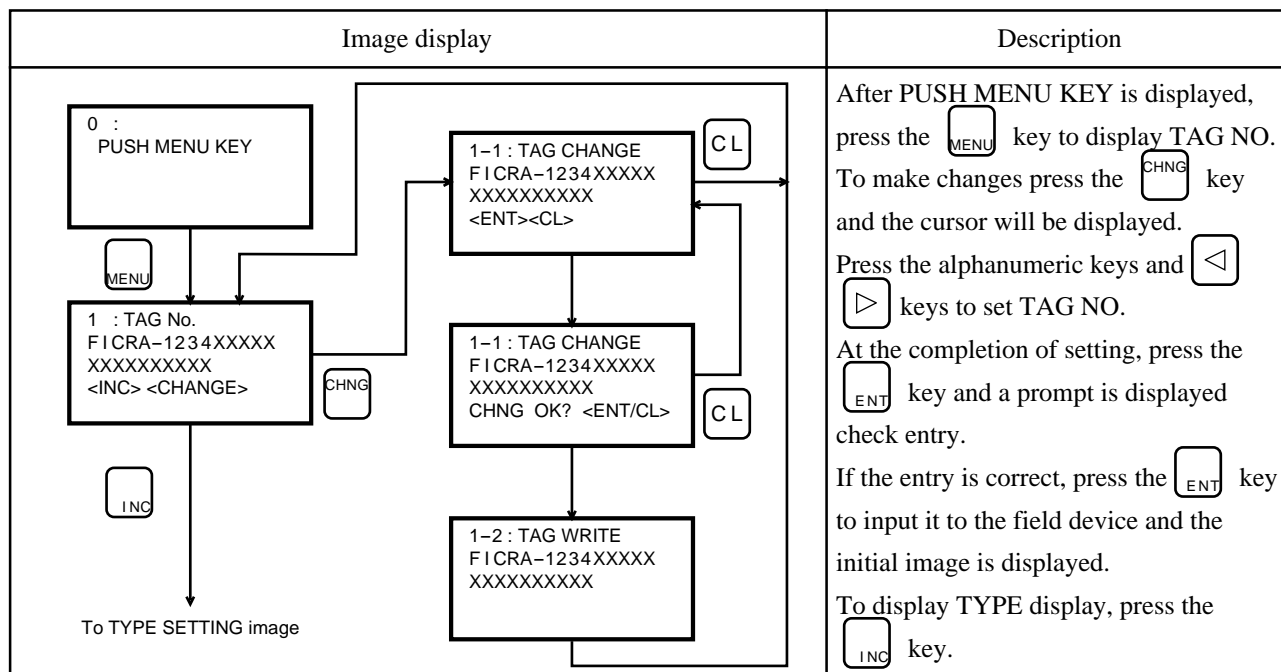 Image display
Description
0 :
PUSH MENU KEY
MENU
1 : TAG No.
FICRA–1234XXXXX
XXXXXXXXXX
<INC> <CHANGE>
CHNG
INC
To TYPE SETTING image
1–1 : TAG CHANGE
FICRA–1234XXXXX
XXXXXXXXXX
<ENT><CL>
CL
1–1 : TAG CHANGE
FICRA–1234XXXXX
XXXXXXXXXX
CHNG OK? <ENT/CL>
CL
1–2 : TAG WRITE
FICRA–1234XXXXX
XXXXXXXXXX
After PUSH MENU KEY is displayed,
press the MENU key to display TAG NO.
To make changes press the CHNG key
and the cursor will be displayed.
Press the alphanumeric keys and ◁
▷ keys to set TAG NO.
At the completion of setting, press the
ENT key and a prompt is displayed
check entry.
If the entry is correct, press the ENT key
to input it to the field device and the
initial image is displayed.
To display TYPE display, press the
INC key.